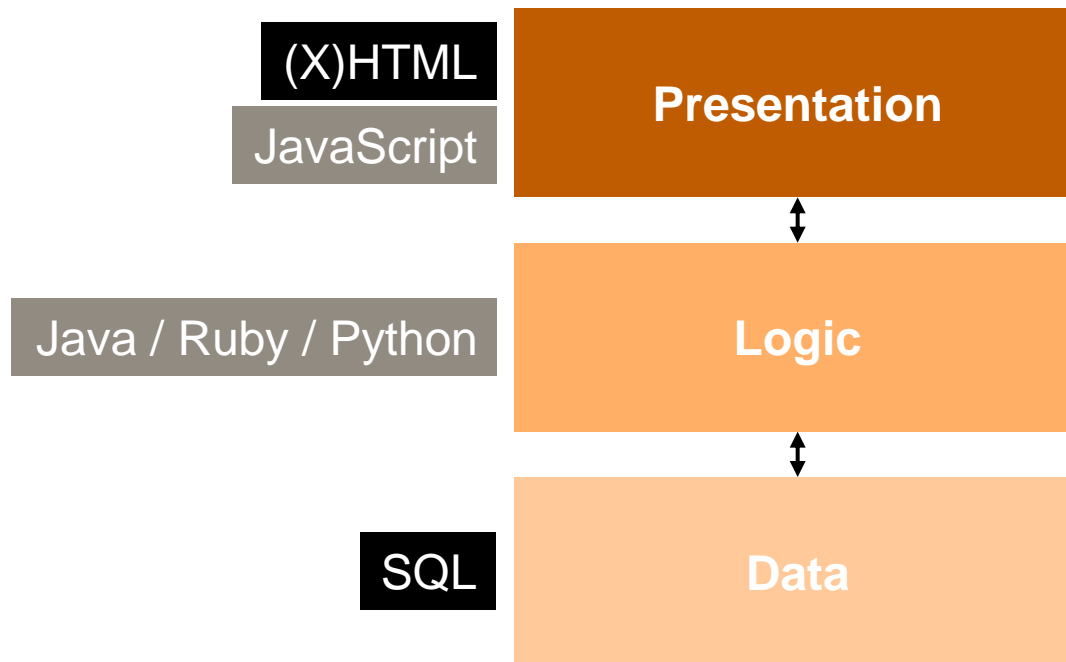 (X)HTML
Presentation
JavaScript
Java / Ruby / Python
Logic
SQL
Data